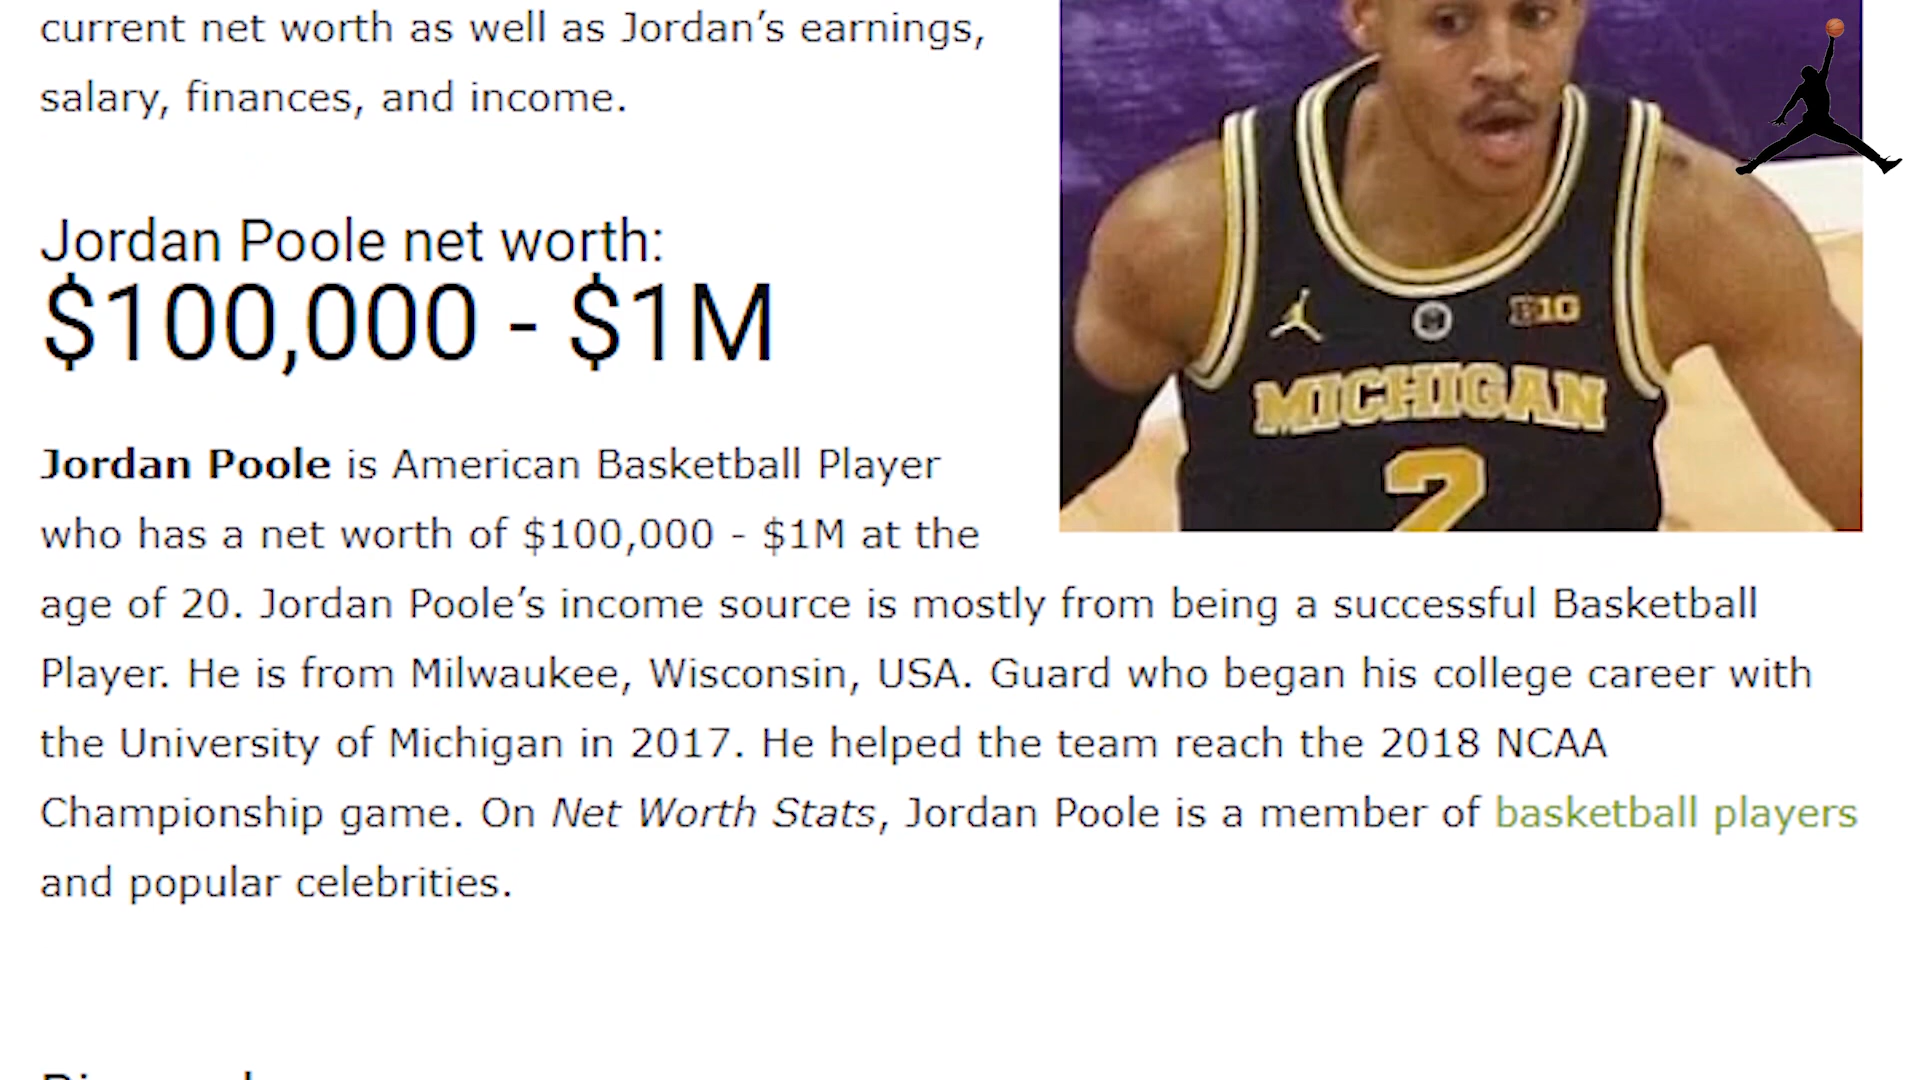 current net worth as well as Jordan’s earnings,
salary, finances, and income.
Jordan Poole net worth:
$100,000 - $1M
Jordan Poole is American Basketball Player
who has a net worth of $100,000 - $1M at the
age of 20. Jordan Poole’s income source is mostly from being a successful Basketball
Player. He is from Milwaukee, Wisconsin, USA. Guard who began his college career with
the University of Michigan in 2017. He helped the team reach the 2018 NCAA
Championship game. On Net Worth Stats, Jordan Poole is a member of basketball players
and popular celebrities.
B1G
MICHIGAN
2